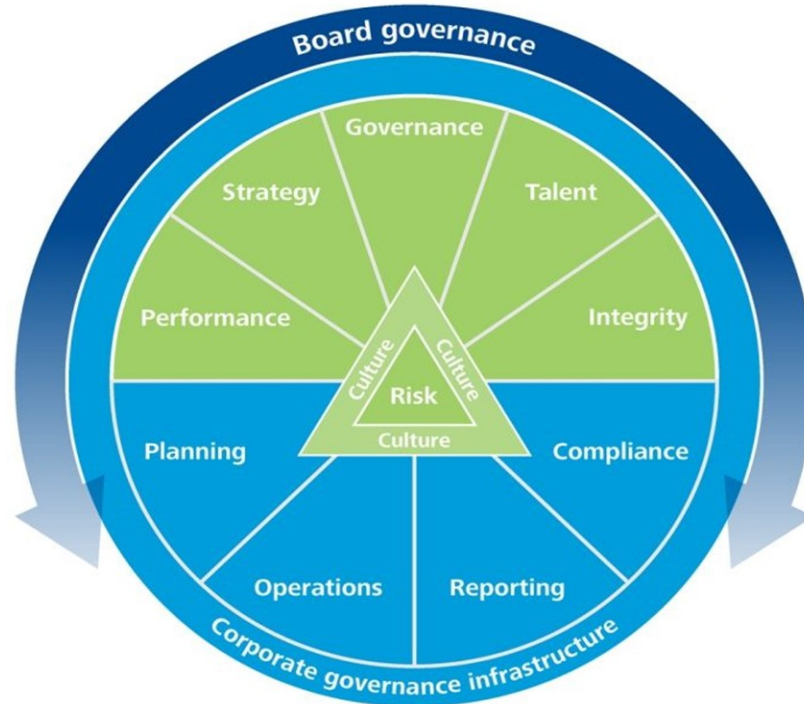 Board governance
Governance
Strategy
Talent
Performance
Integrity
Culture
Culture
Risk
Culture
Planning
Compliance
Operations
Reporting
Corporate governance infrastructure